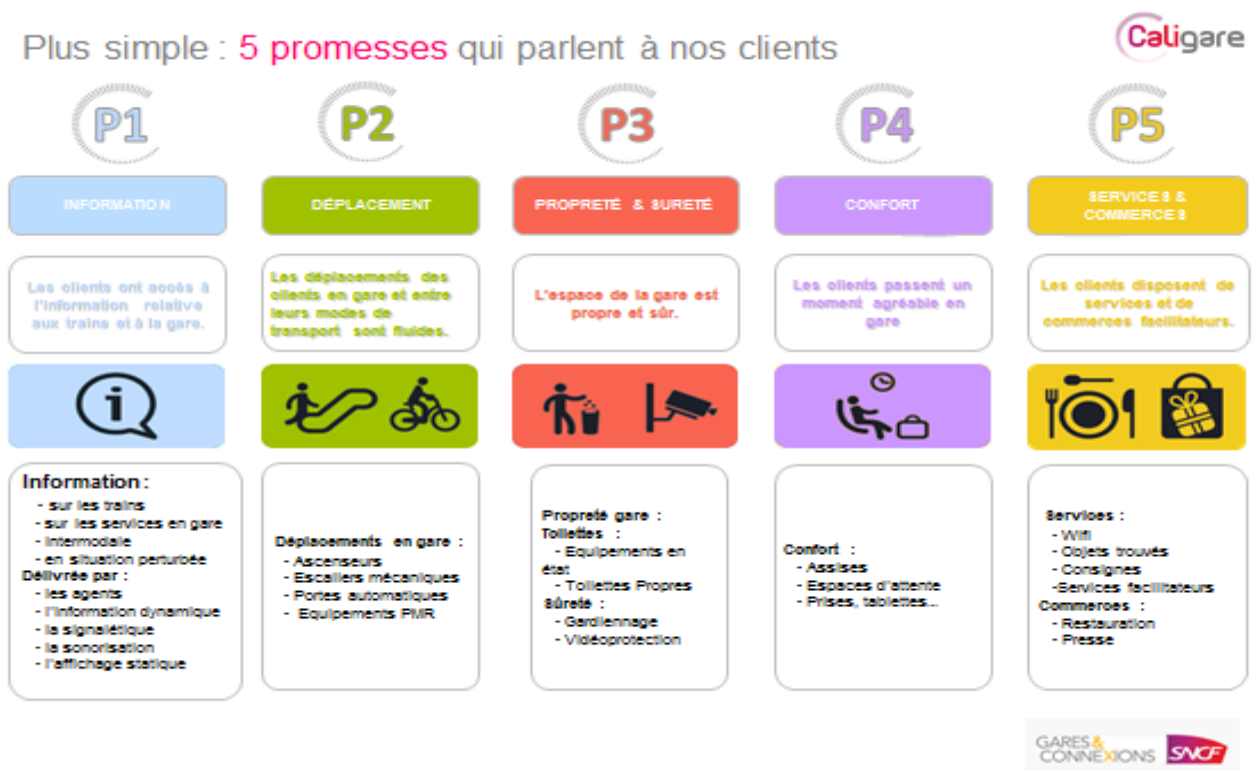 Plus simple : 5 promesses qui parlent à nos clients
Caligare
P1
P2
P3
P4
P5
INFORMATION
DÉPLACEMENT
PROPRETÉ & SURETÉ
CONFORT
SERVICES &
COMMERCES
Les clients ont accès à
l'information relative
aux trains et à la gare.
Les déplacements des
clients en gare et entre
leurs modes de
transport sont fluides.
L'espace de la gare est
propre et sûr.
Les clients passent un
moment agréable en
gare
Les clients disposent de
services et de
commerces facilitateurs.
i
Information :
- sur les trains
- sur les services en gare
- Intermodale
- en situation perturbée
Délivrée par :
- les agents
- l'information dynamique
- la signalétique
- la sonorisation
- l'affichage statique
Déplacements en gare :
- Ascenseurs
- Escaliers mécaniques
- Portes automatiques
- Equipements PMR
Propreté gare :
Toilettes :
- Equipements en
état
- Toilettes Propres
Sûreté :
- Gardiennage
- Vidéoprotection
Confort :
- Assises
- Espaces d'attente
- Prises, tablettes...
Services :
- Wifi
- Objets trouvés
- Consignes
-Services facilitateurs
Commerces :
- Restauration
- Presse
GARES &
CONNEXIONS
SNCF